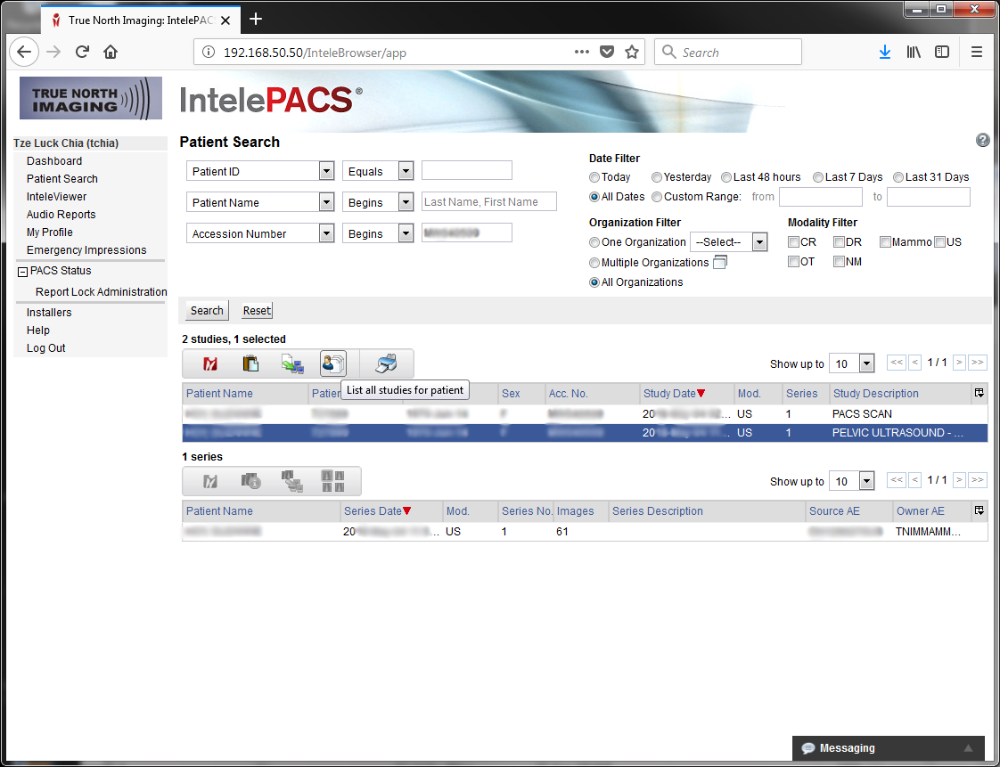 True North Imaging: IntelePAC
192.168.50.50/InteleBrowser/app
Search
TRUE NORTH
IMAGING
IntelePACS®
Tze Luck Chia (tchia)
Dashboard
Patient Search
InteleViewer
Audio Reports
My Profile
Emergency Impressions
PACS Status
Report Lock Administration
Installers
Help
Log Out
Patient Search
Patient ID Equals
Patient Name Begins Last Name, First Name
Accession Number Begins
Date Filter
Today Yesterday Last 48 hours Last 7 Days Last 31 Days
All Dates Custom Range: from to
Organization Filter Modality Filter
One Organization --Select-- CR DR Mammo US
Multiple Organizations OT NM
All Organizations
Search Reset
2 studies, 1 selected
Show up to 10 << < 1 / 1 > >>
List all studies for patient
Patient Name Sex Acc. No. Study Date Mod. Series Study Description
20 ... US 1 PACS SCAN
20 ... US 1 PELVIC ULTRASOUND - ...
1 series
Show up to 10 << < 1 / 1 > >>
Patient Name Series Date Mod. Series No. Images Series Description Source AE Owner AE
20 ... US 1 61 TNIMMAMM...
Messaging